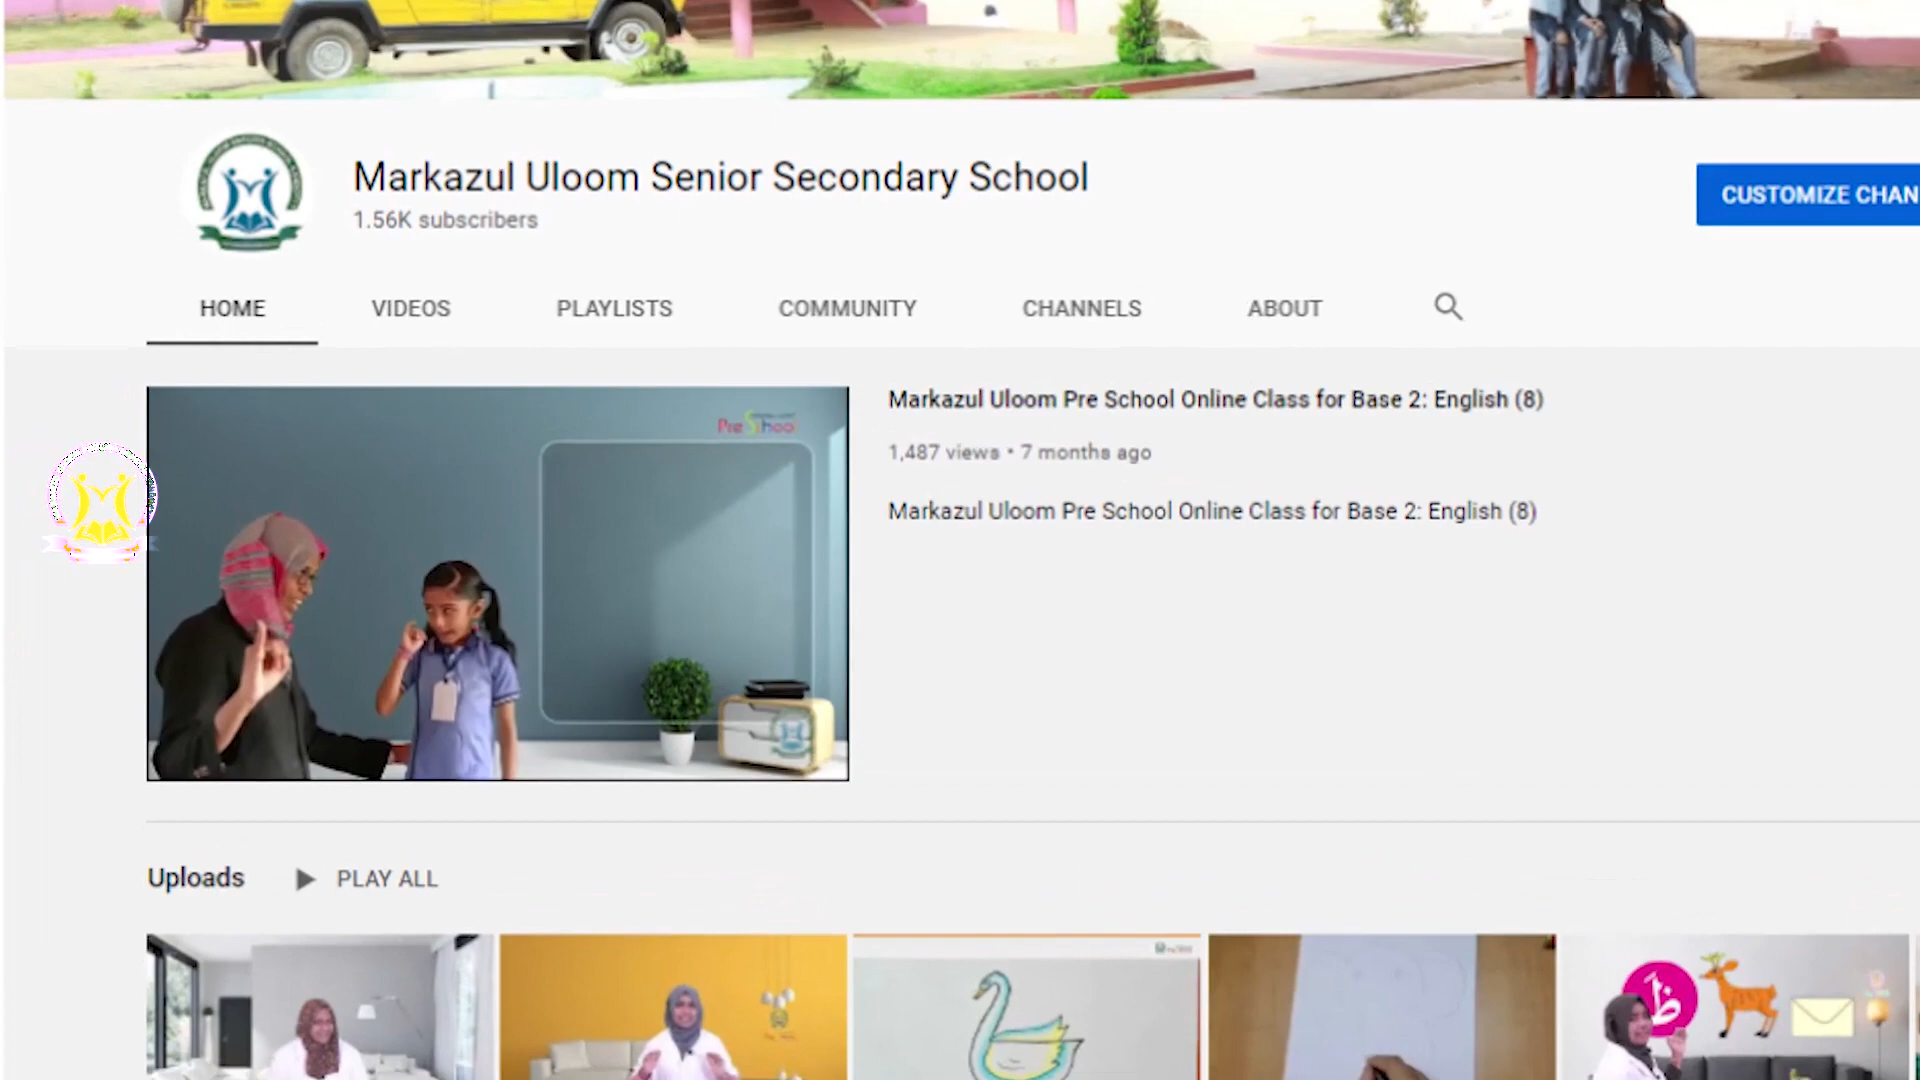 Markazul Uloom Senior Secondary School
1.56K subscribers
CUSTOMIZE CHAN
HOME VIDEOS PLAYLISTS COMMUNITY CHANNELS ABOUT
PreSchool
Markazul Uloom Pre School Online Class for Base 2: English (8)
1,487 views • 7 months ago
Markazul Uloom Pre School Online Class for Base 2: English (8)
Uploads PLAY ALL
ظ